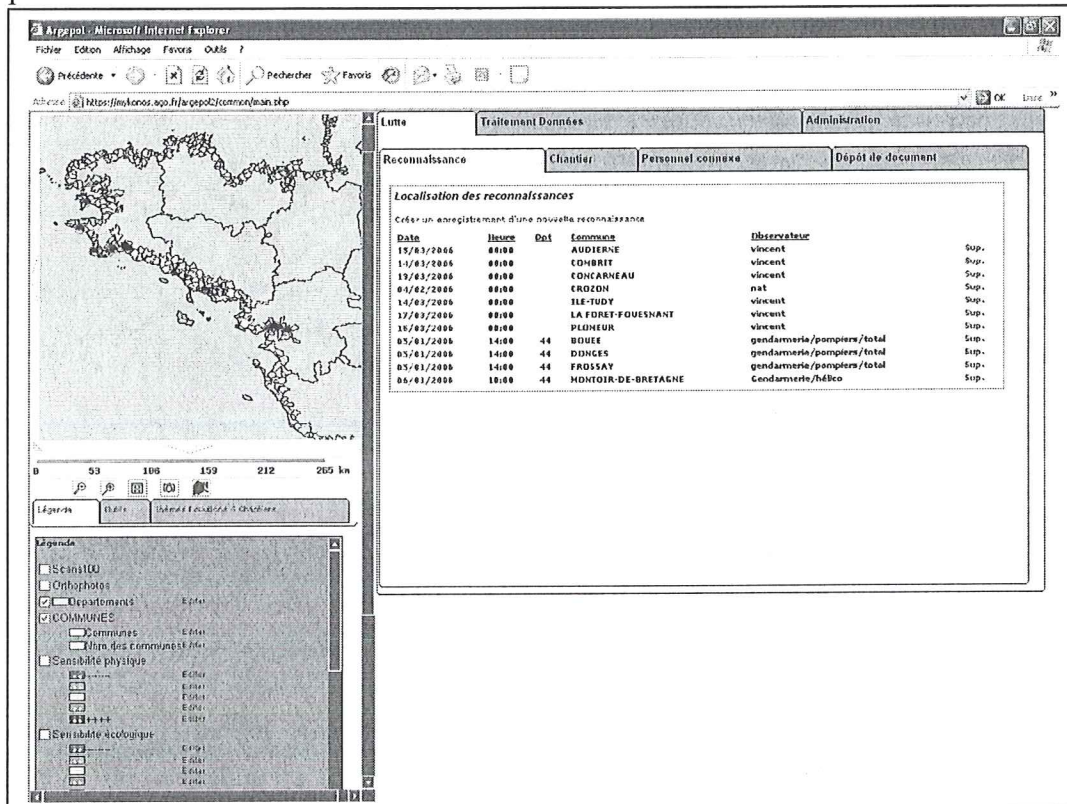 Argepol - Microsoft Internet Explorer
Fichier Edition Affichage Favoris Outils ?
Précédente Rechercher Favoris
Adresse https://mykonos.ago.fr/argepol2/common/main.php OK »
Lutte Traitement Données Administration
Reconnaissance Chantier Personnel connexe Dépôt de document
Localisation des reconnaissances
Créer un enregistrement d'une nouvelle reconnaissance
Date Heure Dpt Commune Observateur
15/03/2006 00:00 AUDIERNE vincent Sup.
14/03/2006 00:00 COMBRIT vincent Sup.
00:00 CONCARNEAU vincent Sup.
04/02/2006 00:00 CROZON nat Sup.
14/03/2006 00:00 ILE-TUDY vincent Sup.
17/03/2006 00:00 LA FORET-FOUESNANT vincent Sup.
16/03/2006 00:00 PLOMEUR vincent Sup.
05/01/2006 14:00 44 BOUEE gendarmerie/pompiers/total Sup.
05/01/2006 14:00 44 DONGES gendarmerie/pompiers/total Sup.
05/01/2006 14:00 44 FROSSAY gendarmerie/pompiers/total Sup.
06/01/2006 10:00 44 MONTOIR-DE-BRETAGNE Gendarmerie/hélico Sup.
0 53 106 159 212 265 km
Légende Outils
Légende
Scans100
Orthophotos
Departements Editer
COMMUNES
Communes Editer
Nom des communes Editer
Sensibilité physique
Editer
Editer
Editer
Editer
++++ Editer
Sensibilité écologique
Editer
Editer
Editer
Editer